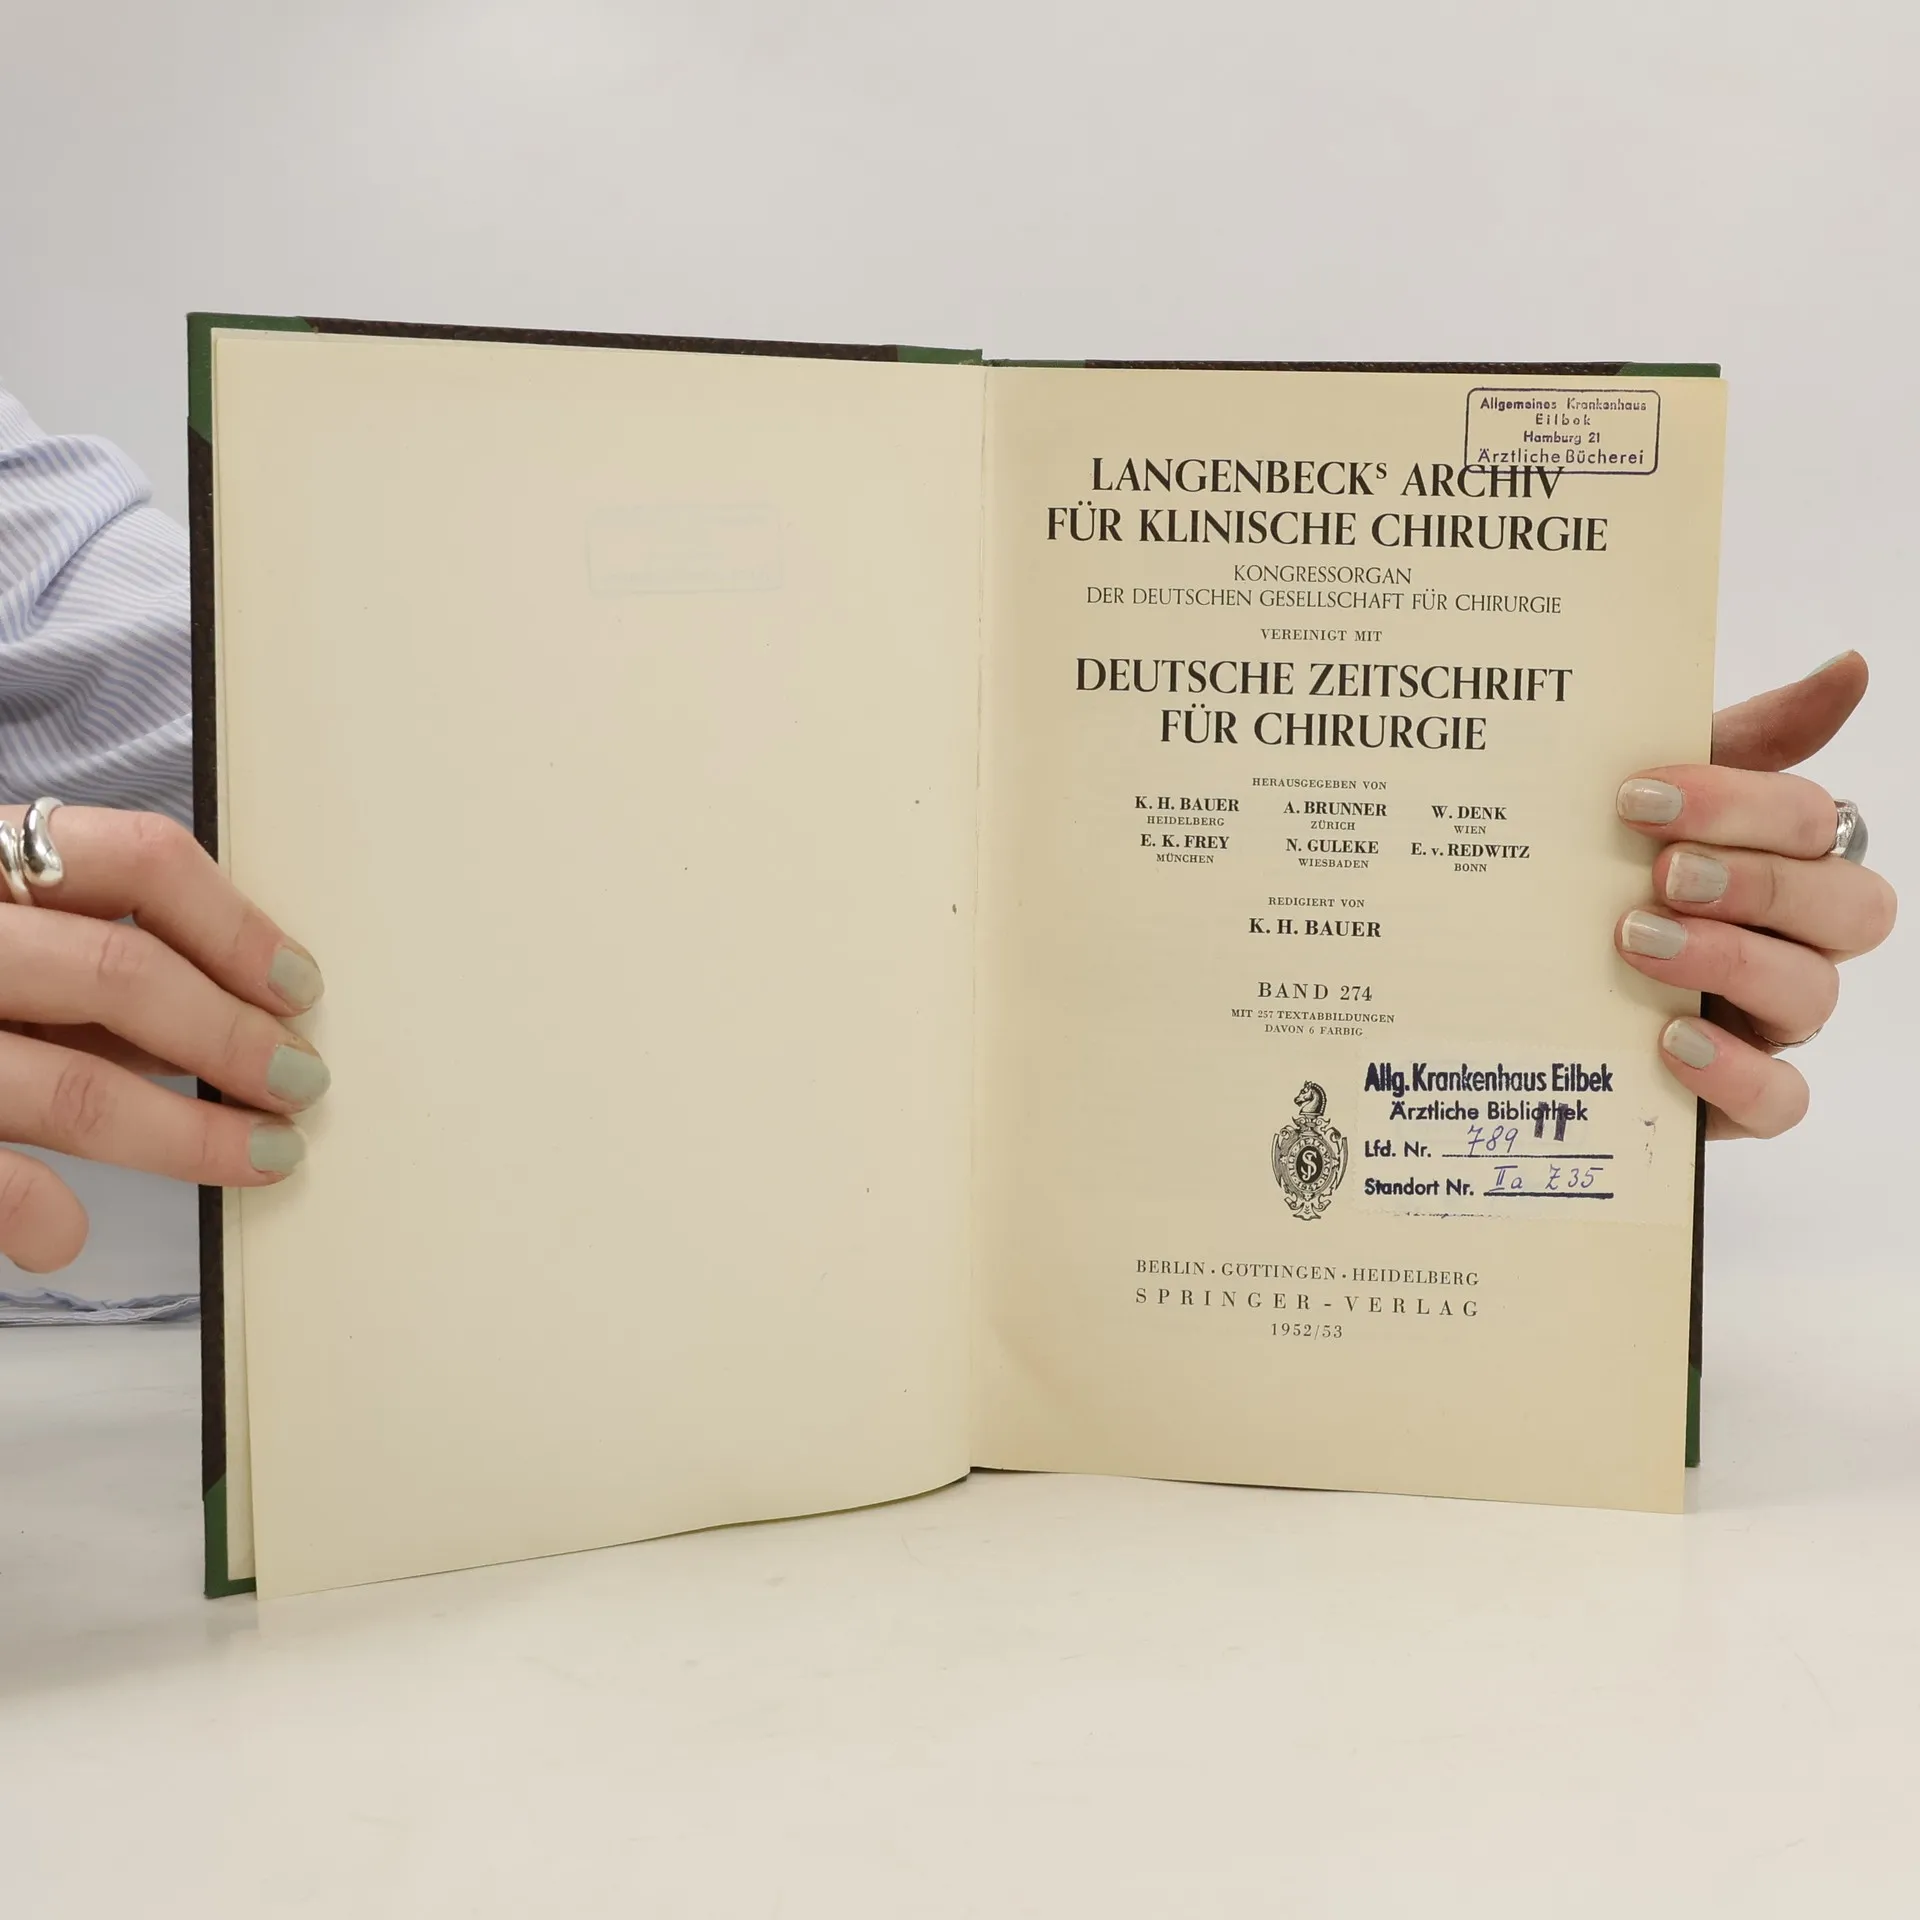 Allgemeines Krankenhaus
Eilbek
Hamburg 21
Ärztliche Bücherei
LANGENBECKS ARCHIV
FÜR KLINISCHE CHIRURGIE
KONGRESSORGAN
DER DEUTSCHEN GESELLSCHAFT FÜR CHIRURGIE
VEREINIGT MIT
DEUTSCHE ZEITSCHRIFT
FÜR CHIRURGIE
HERAUSGEGEBEN VON
K. H. BAUER A. BRUNNER W. DENK
HEIDELBERG ZÜRICH WIEN
E. K. FREY N. GULEKE E. v. REDWITZ
MÜNCHEN WIESBADEN BONN
REDIGIERT VON
K. H. BAUER
BAND 274
MIT 257 TEXTABBILDUNGEN
DAVON 6 FARBIG
Allg. Krankenhaus Eilbek
Ärztliche Bibliothek
II
Lfd. Nr. 789
Standort Nr. IIa Z 35
BERLIN · GÖTTINGEN · HEIDELBERG
SPRINGER-VERLAG
1952/53